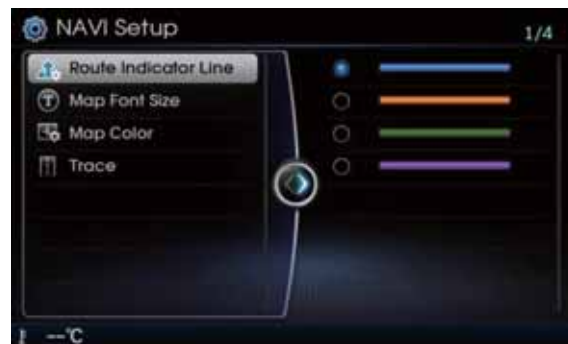 NAVI Setup
1/4
Route Indicator Line
Map Font Size
Map Color
Trace
--°C